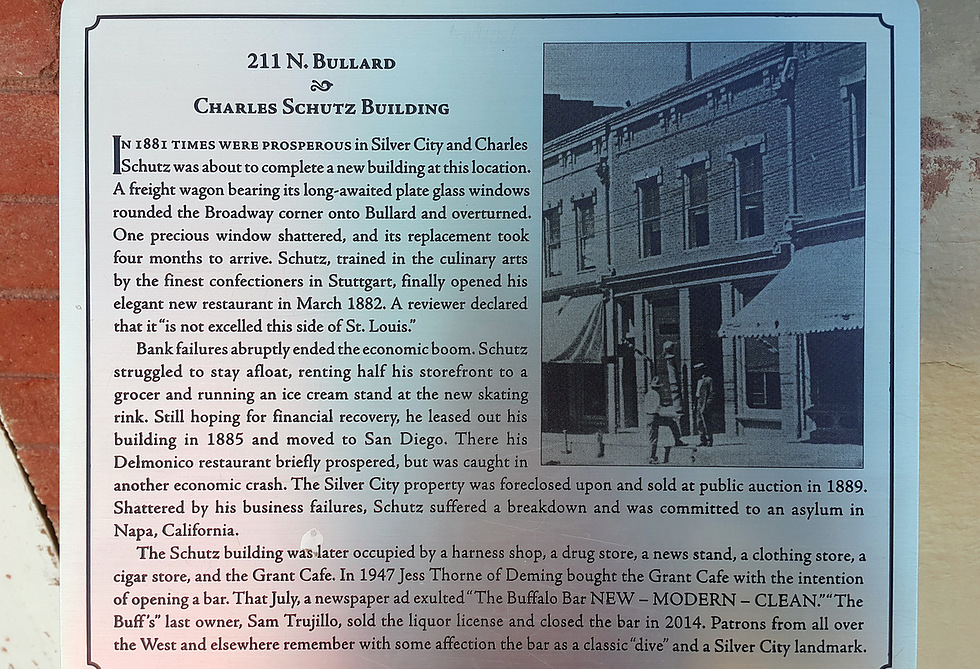 211 N. Bullard
Charles Schutz Building
In 1881 times were prosperous in Silver City and Charles
Schutz was about to complete a new building at this location.
A freight wagon bearing its long-awaited plate glass windows
rounded the Broadway corner onto Bullard and overturned.
One precious window shattered, and its replacement took
four months to arrive. Schutz, trained in the culinary arts
by the finest confectioners in Stuttgart, finally opened his
elegant new restaurant in March 1882. A reviewer declared
that it “is not excelled this side of St. Louis.”
Bank failures abruptly ended the economic boom. Schutz
struggled to stay afloat, renting half his storefront to a
grocer and running an ice cream stand at the new skating
rink. Still hoping for financial recovery, he leased out his
building in 1885 and moved to San Diego. There his
Delmonico restaurant briefly prospered, but was caught in
another economic crash. The Silver City property was foreclosed upon and sold at public auction in 1889.
Shattered by his business failures, Schutz suffered a breakdown and was committed to an asylum in
Napa, California.
The Schutz building was later occupied by a harness shop, a drug store, a news stand, a clothing store, a
cigar store, and the Grant Cafe. In 1947 Jess Thorne of Deming bought the Grant Cafe with the intention
of opening a bar. That July, a newspaper ad exulted “The Buffalo Bar NEW – MODERN – CLEAN.” “The
Buff’s” last owner, Sam Trujillo, sold the liquor license and closed the bar in 2014. Patrons from all over
the West and elsewhere remember with some affection the bar as a classic “dive” and a Silver City landmark.